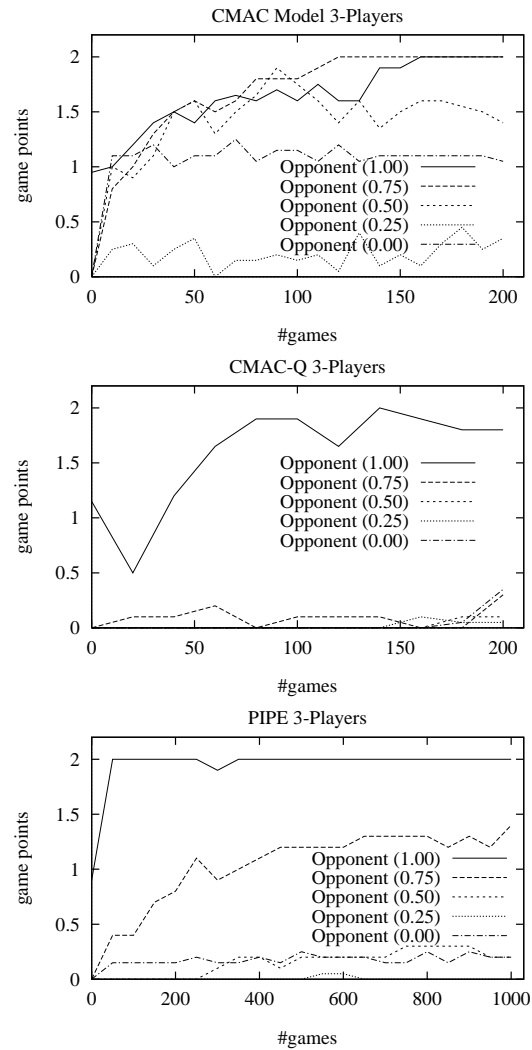 CMAC Model 3-Players
2
1.5
1
0.5
0
game points
Opponent (1.00)
Opponent (0.75)
Opponent (0.50)
Opponent (0.25)
Opponent (0.00)
0 50 100 150 200
#games
CMAC-Q 3-Players
2
1.5
1
0.5
0
game points
Opponent (1.00)
Opponent (0.75)
Opponent (0.50)
Opponent (0.25)
Opponent (0.00)
0 50 100 150 200
#games
PIPE 3-Players
2
1.5
1
0.5
0
game points
Opponent (1.00)
Opponent (0.75)
Opponent (0.50)
Opponent (0.25)
Opponent (0.00)
0 200 400 600 800 1000
#games